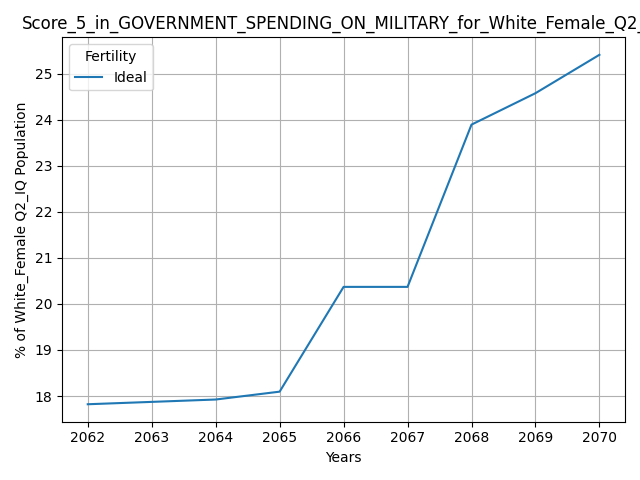 Score_5_in_GOVERNMENT_SPENDING_ON_MILITARY_for_White_Female_Q2_
Fertility
Ideal
25
24
23
22
21
20
19
18
% of White_Female Q2_IQ Population
2062 2063 2064 2065 2066 2067 2068 2069 2070
Years